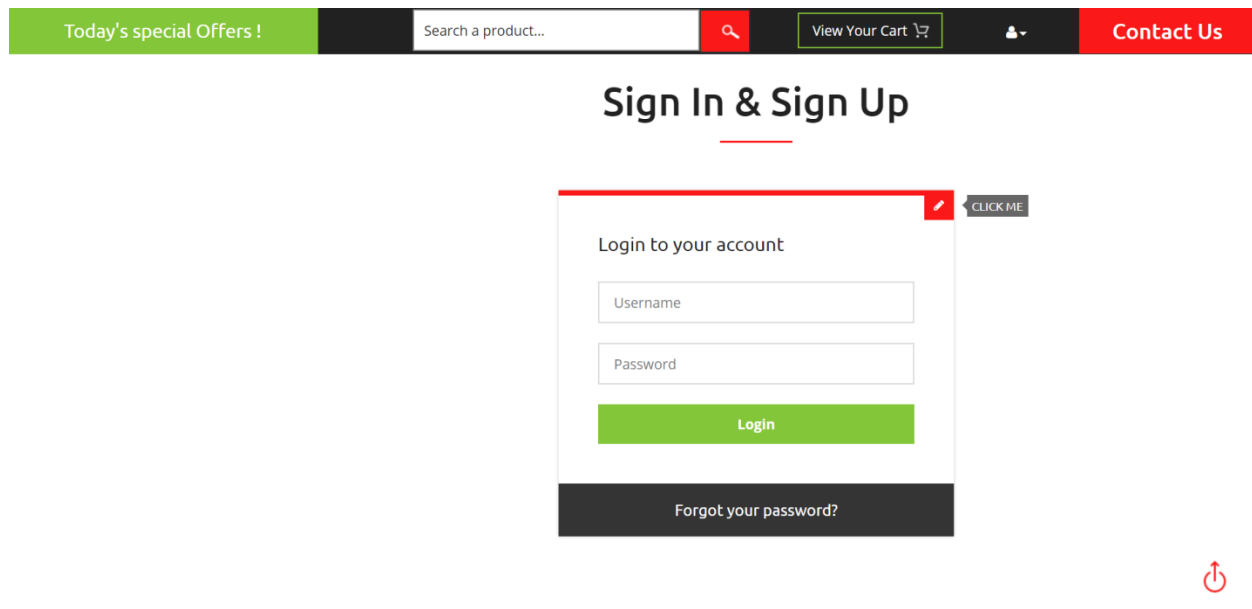 Today's special Offers !
Search a product...
View Your Cart
Contact Us
Sign In & Sign Up
CLICK ME
Login to your account
Username
Password
Login
Forgot your password?